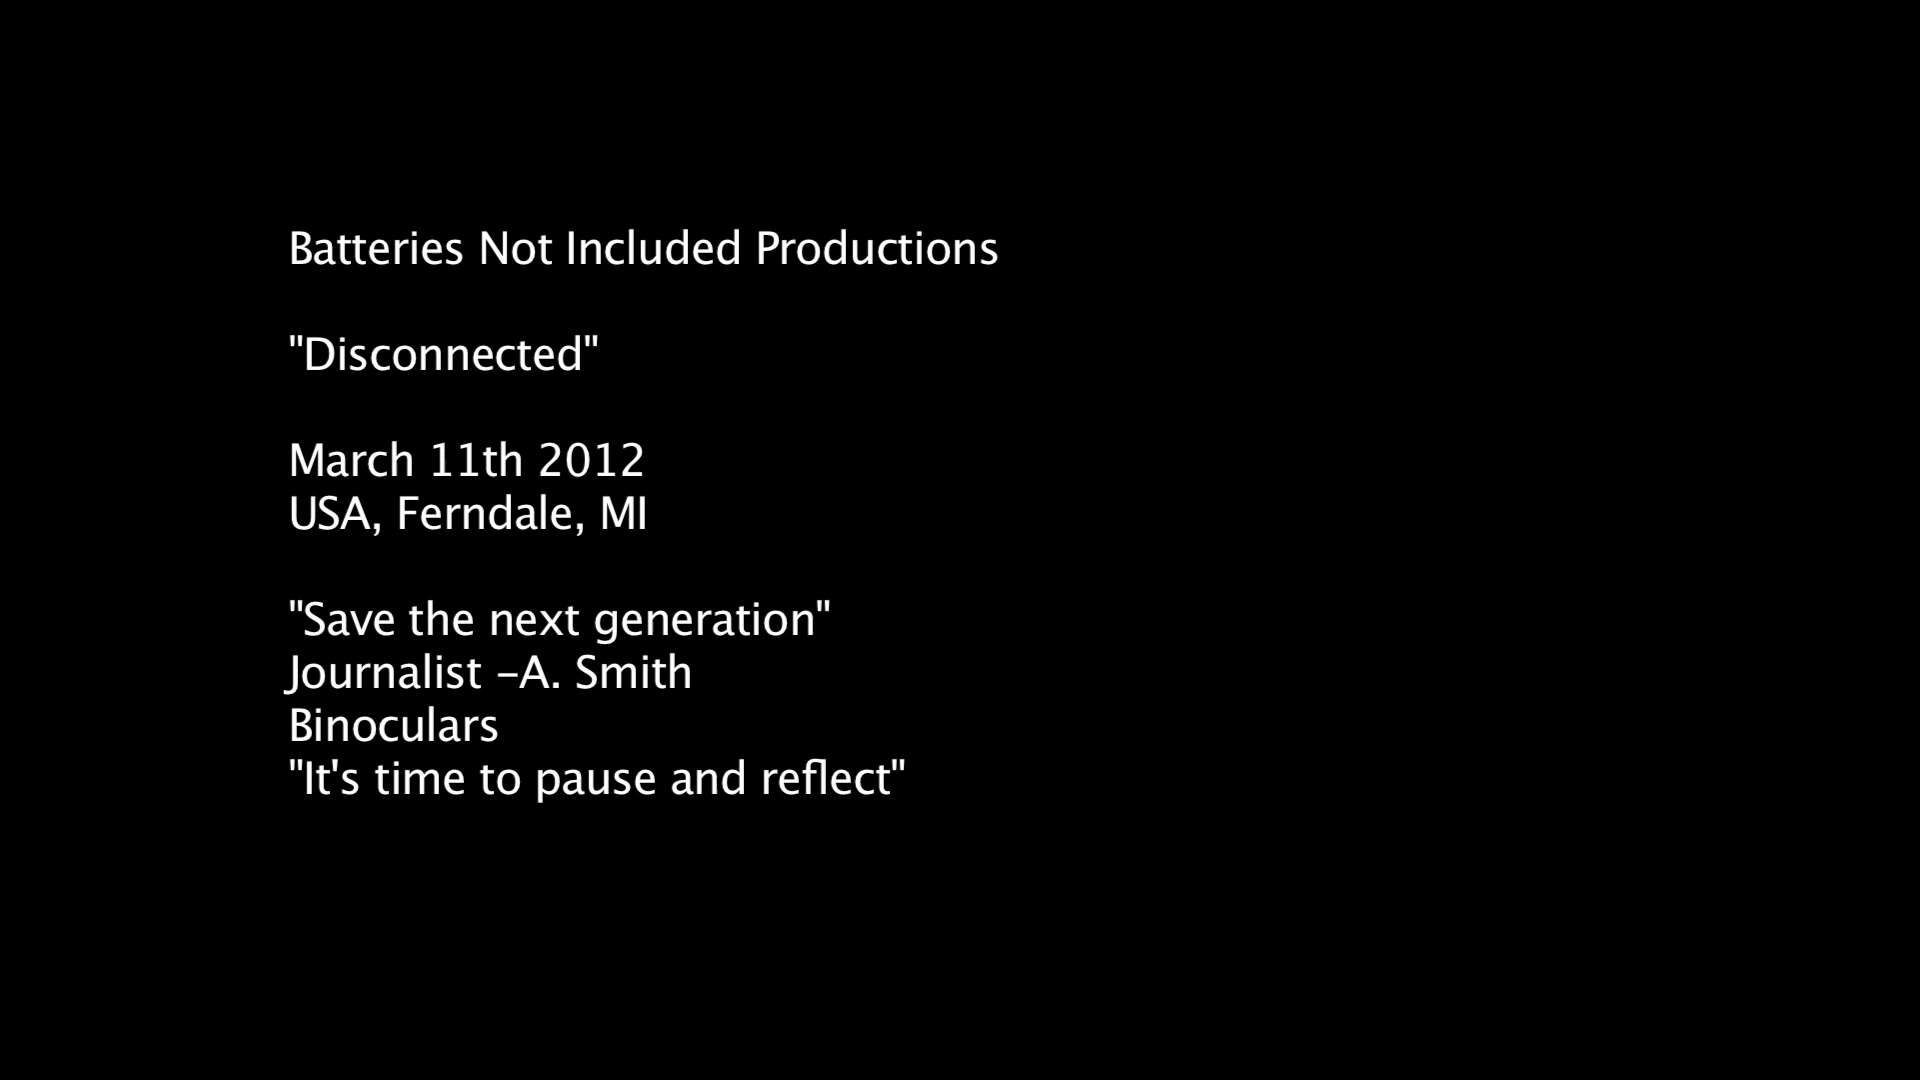 Batteries Not Included Productions
"Disconnected"
March 11th 2012
USA, Ferndale, MI
"Save the next generation"
Journalist -A. Smith
Binoculars
"It's time to pause and reflect"